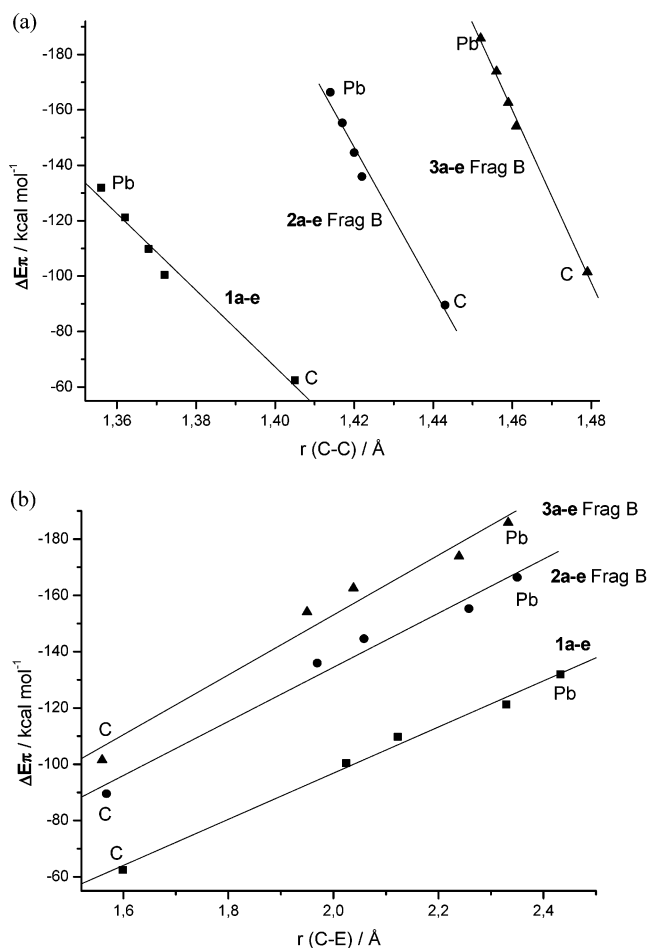 (a)
-180
-160
-140
-120
-100
-80
-60
ΔEπ / kcal mol⁻¹
Pb
Pb
Pb
3a-e Frag B
2a-e Frag B
1a-e
C
C
C
1,36 1,38 1,40 1,42 1,44 1,46 1,48
r (C-C) / Å
(b)
-180
-160
-140
-120
-100
-80
-60
ΔEπ / kcal mol⁻¹
3a-e Frag B
Pb
2a-e Frag B
Pb
1a-e
Pb
C
C
C
1,6 1,8 2,0 2,2 2,4
r (C-E) / Å